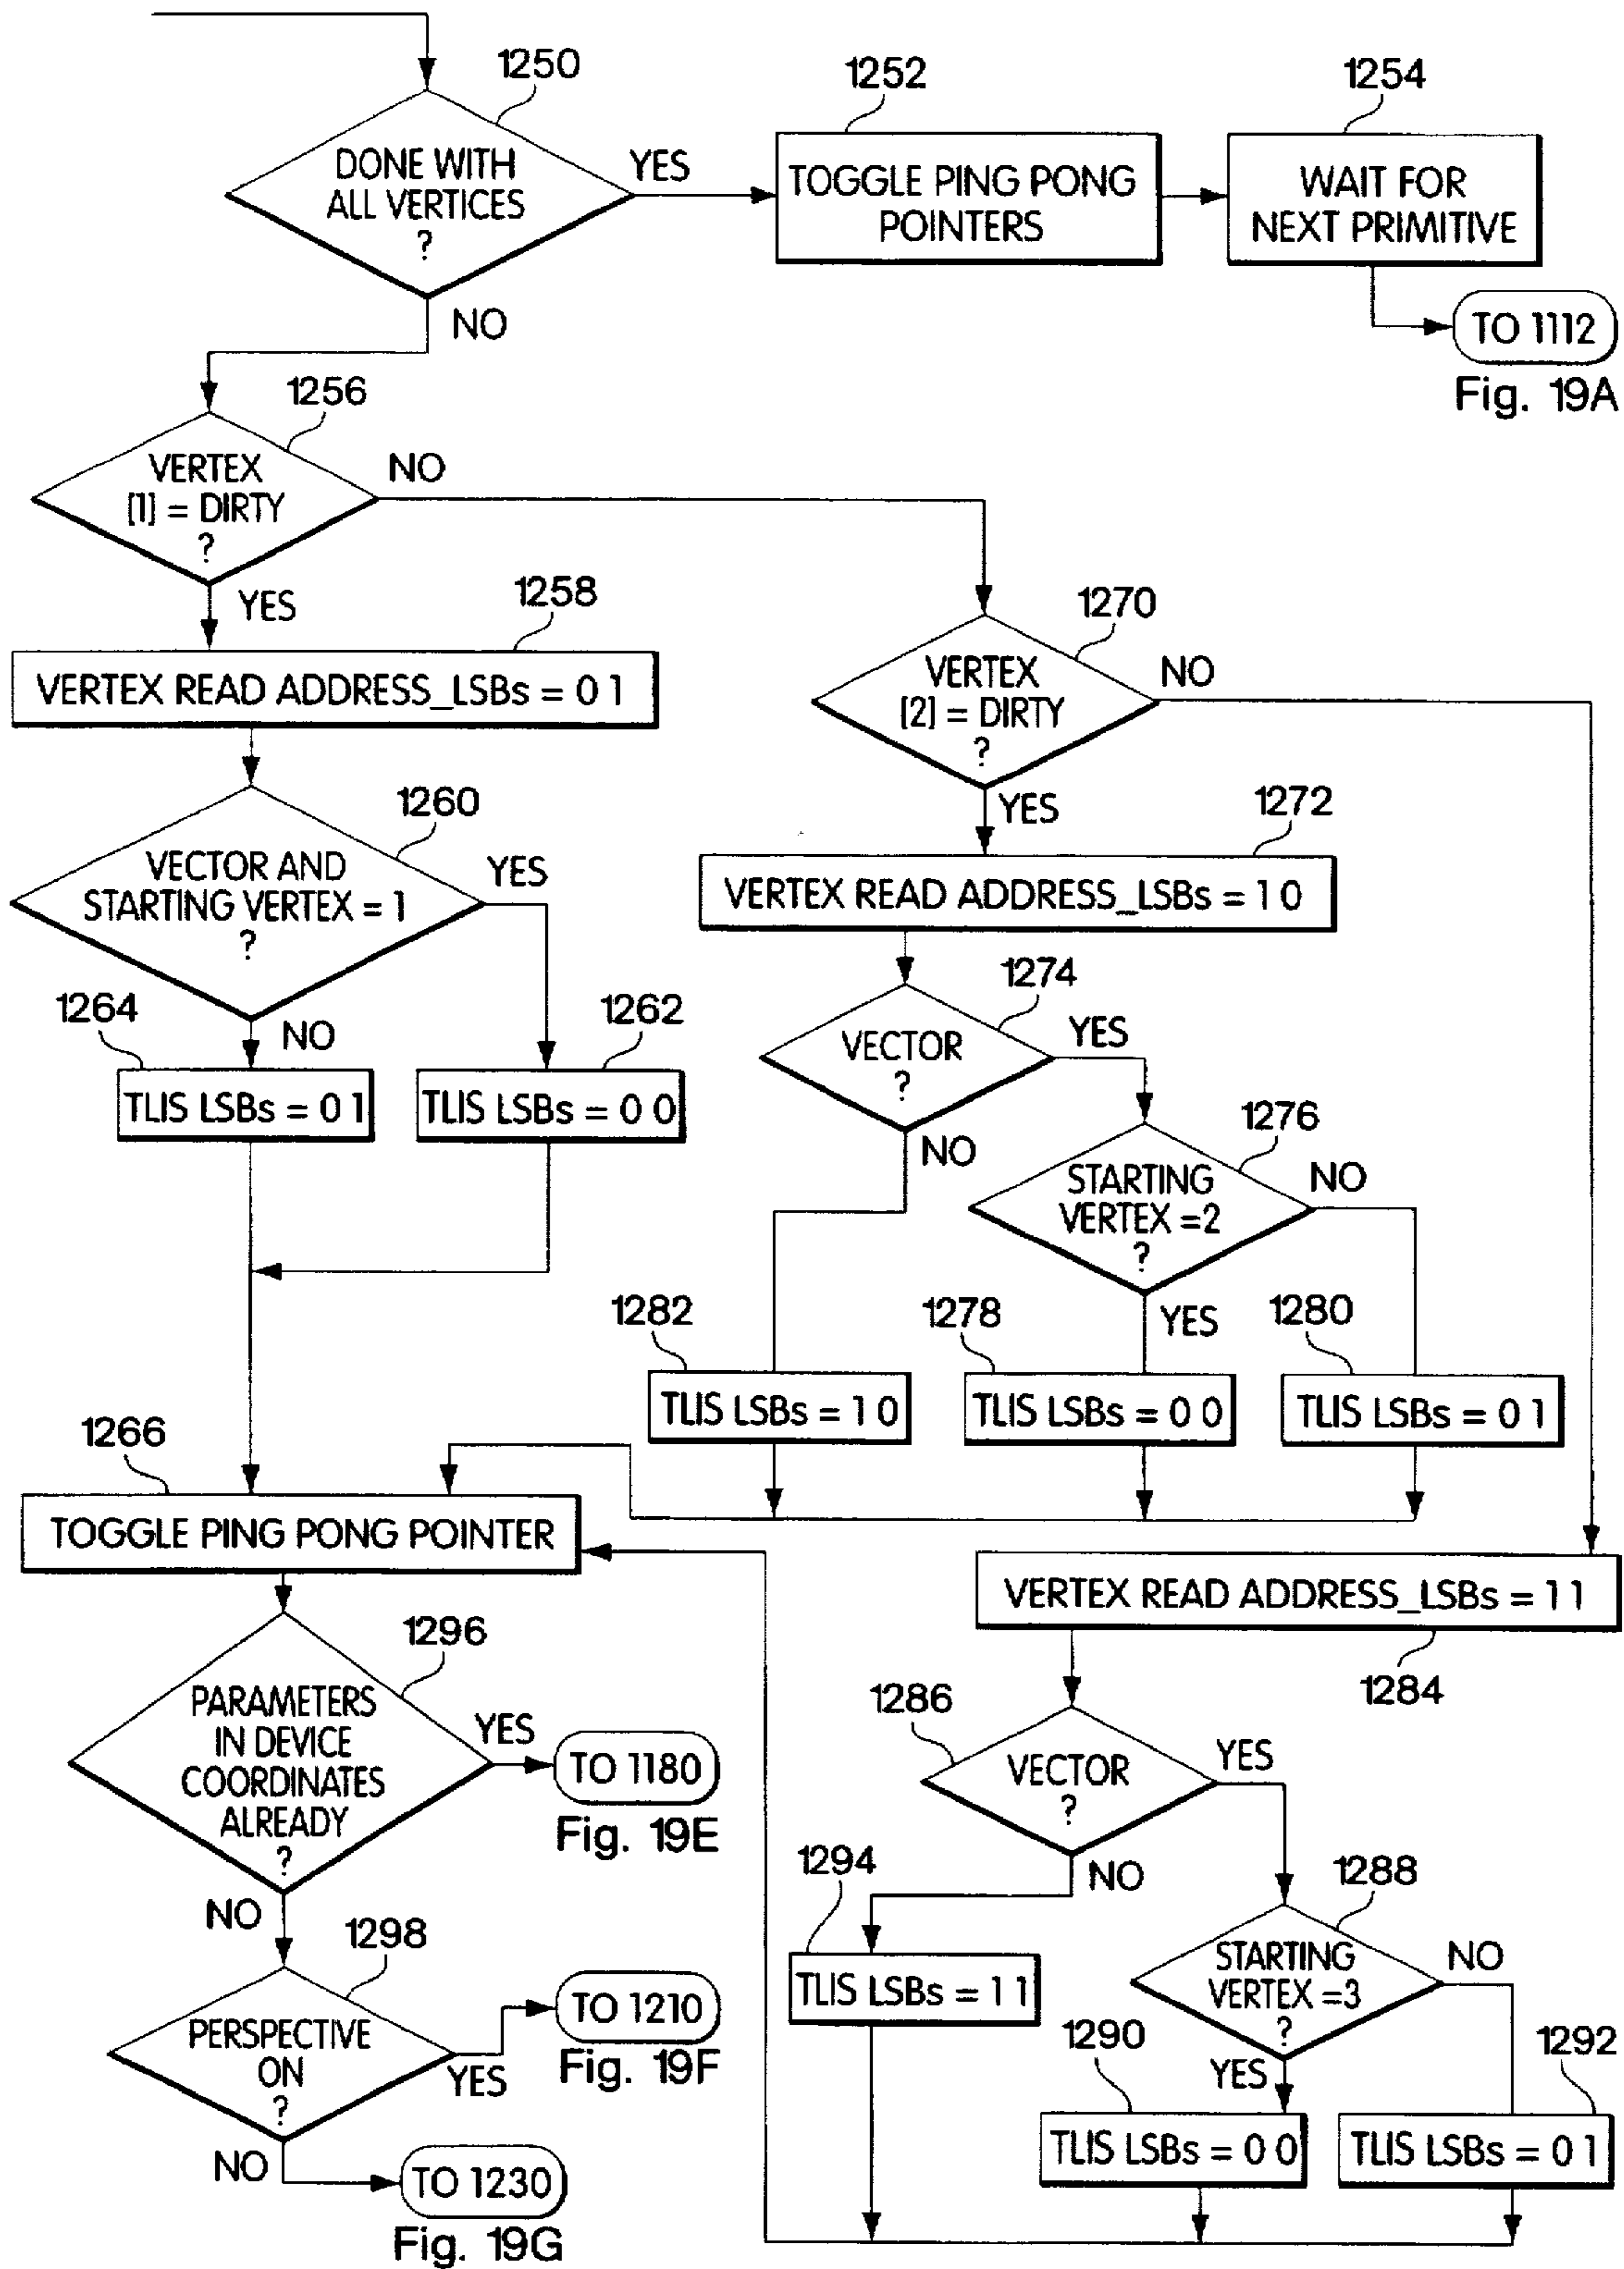 1250
DONE WITH
ALL VERTICES
?
YES
NO
1252
TOGGLE PING PONG
POINTERS
1254
WAIT FOR
NEXT PRIMITIVE
TO 1112
Fig. 19A
1256
VERTEX
[1] = DIRTY
?
NO
YES
1258
VERTEX READ ADDRESS_LSBs = 0 1
1260
VECTOR AND
STARTING VERTEX = 1
?
YES
NO
1264
TLIS LSBs = 0 1
1262
TLIS LSBs = 0 0
1270
VERTEX
[2] = DIRTY
?
NO
YES
1272
VERTEX READ ADDRESS_LSBs = 1 0
1274
VECTOR
?
YES
NO
1276
STARTING
VERTEX =2
?
NO
YES
1282
TLIS LSBs = 1 0
1278
TLIS LSBs = 0 0
1280
TLIS LSBs = 0 1
1266
TOGGLE PING PONG POINTER
VERTEX READ ADDRESS_LSBs = 1 1
1284
1296
PARAMETERS
IN DEVICE
COORDINATES
ALREADY
?
YES
TO 1180
Fig. 19E
NO
1298
PERSPECTIVE
ON
?
YES
TO 1210
Fig. 19F
NO
TO 1230
Fig. 19G
1286
VECTOR
?
YES
NO
1294
TLIS LSBs = 1 1
1288
STARTING
VERTEX =3
?
NO
YES
1290
TLIS LSBs = 0 0
1292
TLIS LSBs = 0 1